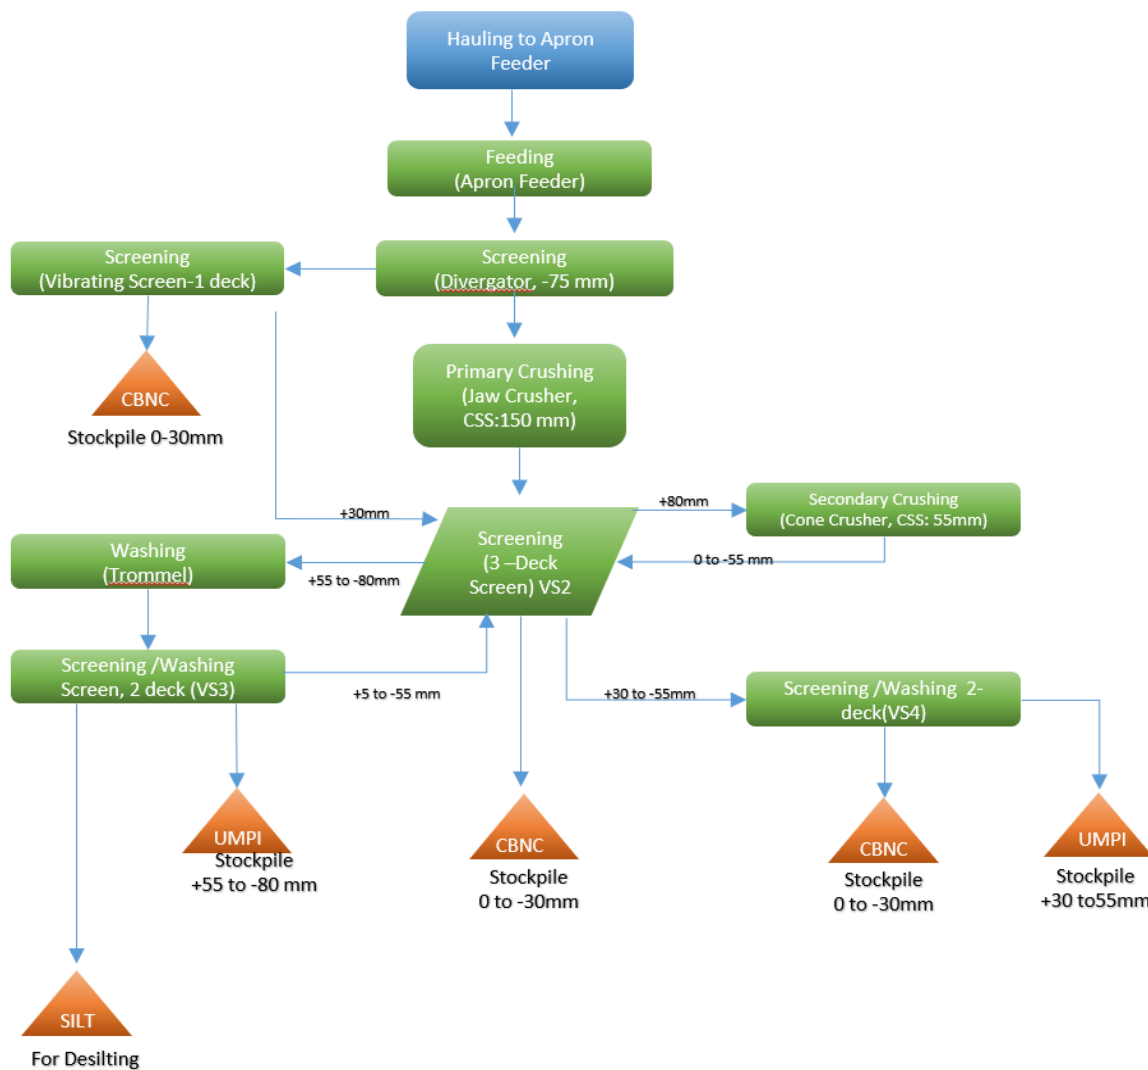 Hauling to Apron
Feeder
Feeding
(Apron Feeder)
Screening
(Vibrating Screen-1 deck)
Screening
(Divergator, -75 mm)
CBNC
Stockpile 0-30mm
Primary Crushing
(Jaw Crusher,
CSS:150 mm)
+30mm
+80mm
Secondary Crushing
(Cone Crusher, CSS: 55mm)
Screening
(3 –Deck
Screen) VS2
0 to -55 mm
Washing
(Trommel)
+55 to -80mm
Screening /Washing
Screen, 2 deck (VS3)
+5 to -55 mm
+30 to -55mm
Screening /Washing 2-
deck(VS4)
UMPI
Stockpile
+55 to -80 mm
CBNC
Stockpile
0 to -30mm
CBNC
Stockpile
0 to -30mm
UMPI
Stockpile
+30 to55mm
SILT
For Desilting